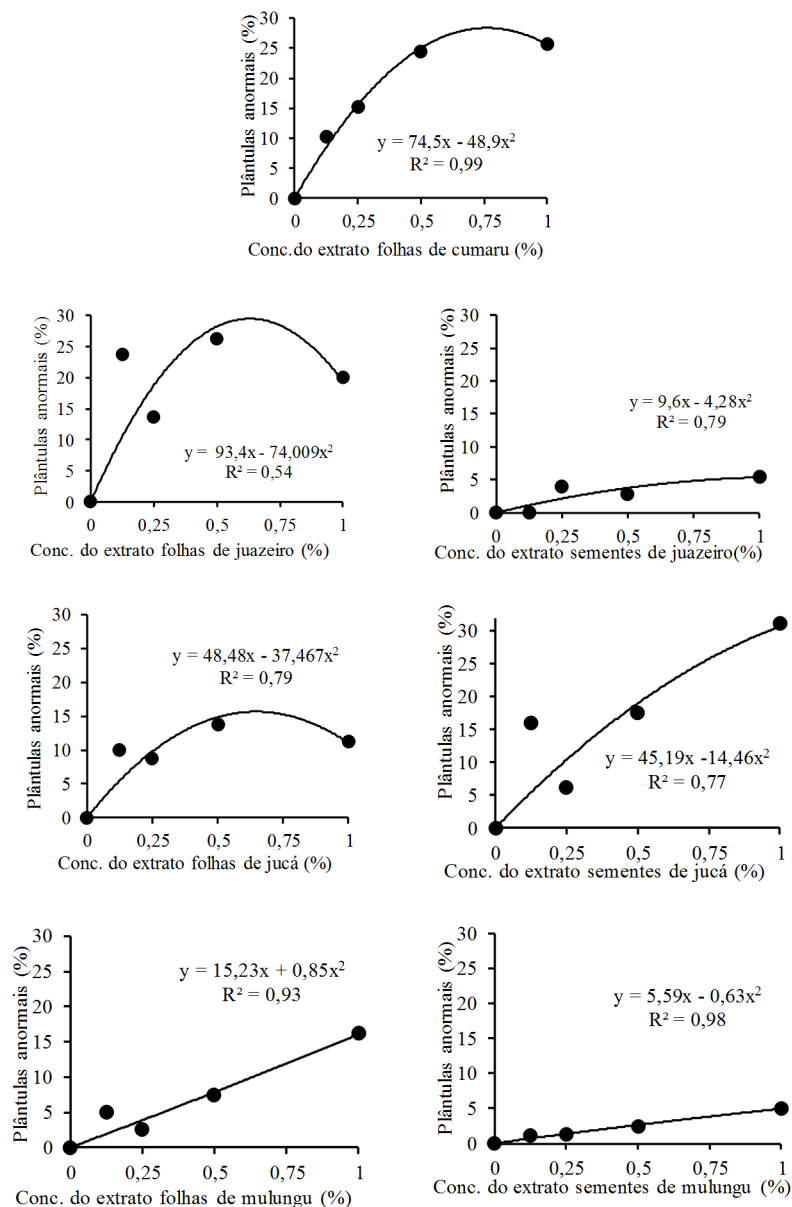 Plântulas anormais (%)
30
25
20
15
10
5
0
y = 74,5x - 48,9x²
R² = 0,99
0 0,25 0,5 0,75 1
Conc.do extrato folhas de cumaru (%)
Plântulas anormais (%)
30
25
20
15
10
5
0
y = 93,4x - 74,009x²
R² = 0,54
0 0,25 0,5 0,75 1
Conc. do extrato folhas de juazeiro (%)
Plântulas anormais (%)
30
25
20
15
10
5
0
y = 9,6x - 4,28x²
R² = 0,79
0 0,25 0,5 0,75 1
Conc. do extrato sementes de juazeiro(%)
Plântulas anormais (%)
30
25
20
15
10
5
0
y = 48,48x - 37,467x²
R² = 0,79
0 0,25 0,5 0,75 1
Conc. do extrato folhas de jucá (%)
Plântulas anormais (%)
30
25
20
15
10
5
0
y = 45,19x -14,46x²
R² = 0,77
0 0,25 0,5 0,75 1
Conc. do extrato sementes de jucá (%)
Plântulas anormais (%)
30
25
20
15
10
5
0
y = 15,23x + 0,85x²
R² = 0,93
0 0,25 0,5 0,75 1
Conc. do extrato folhas de mulungu (%)
Plântulas anormais (%)
30
25
20
15
10
5
0
y = 5,59x - 0,63x²
R² = 0,98
0 0,25 0,5 0,75 1
Conc. do extrato sementes de mulungu (%)